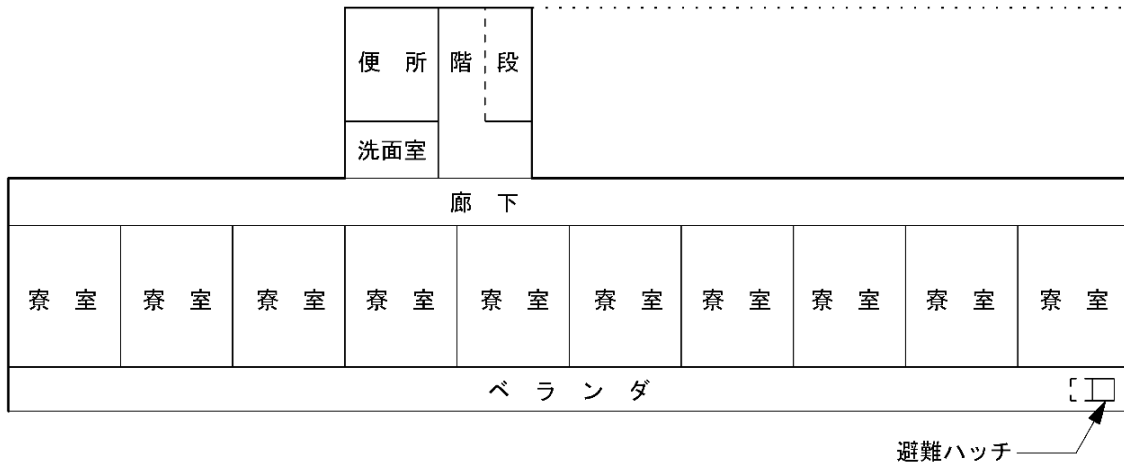 便 所 階 段
洗面室
廊 下
寮 室 寮 室 寮 室 寮 室 寮 室 寮 室 寮 室 寮 室 寮 室 寮 室
ベ ラ ン ダ
避難ハッチ